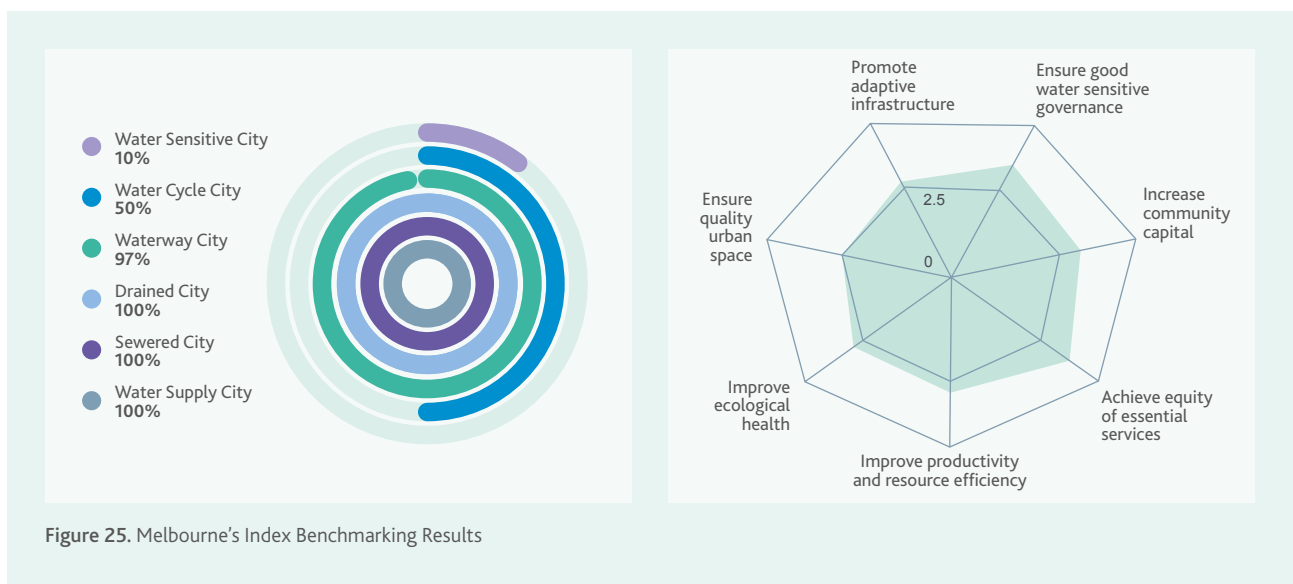 Water Sensitive City
10%
Water Cycle City
50%
Waterway City
97%
Drained City
100%
Sewered City
100%
Water Supply City
100%
Promote
adaptive
infrastructure
Ensure good
water sensitive
governance
Increase
community
capital
Achieve equity
of essential
services
Improve productivity
and resource efficiency
Improve
ecological
health
Ensure
quality
urban
space
2.5
0
Figure 25. Melbourne's Index Benchmarking Results